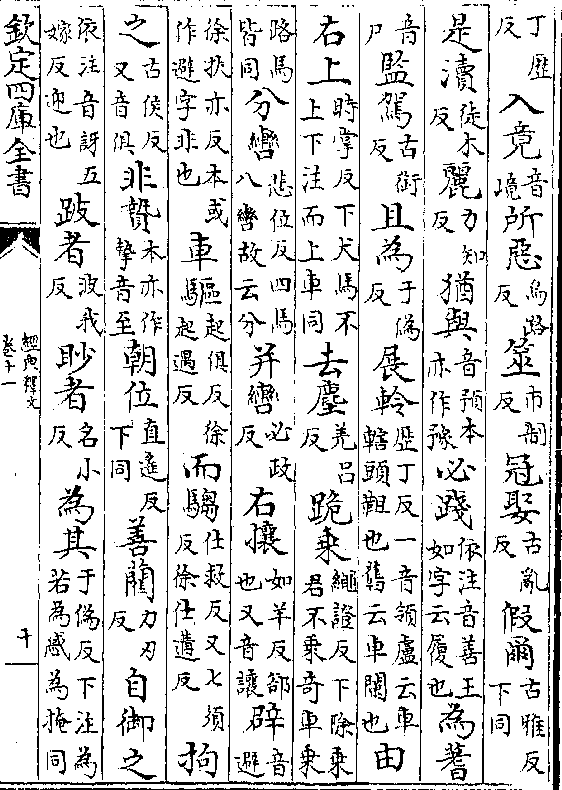 丁歷反入竟音境所惡烏路反筮市制反冠娶古亂反假爾古雅反下同
是瀆徒木反麗力知反猶與音預本亦作豫必踐依注音善王如字云履也為蓍
音尸監駕古銜反且為于偽反展軨歷丁反一音領盧云車轄頭靼也舊云車闌也由
右上時掌反下犬馬不上下注而上車同去塵羌呂反跪乘繩證反下除乘君不乘奇車乘
路馬皆同分轡悲位反四馬八轡故云分并轡必政反右攘如羊反郤也又音讓辟音避
徐扶亦反本或作避字非也車驅起俱反徐起遇反而騶仕救反又七須反徐仕遘反拘
之古侯反又音俱非贄本亦作摯音至朝位直遙反下同善藺力刃反自御之
依注音訝五嫁反迎也跛者波我反眇者名小反為其于偽反下注為若為感為掩同
欽定四庫全書
經典釋文
卷十一
十